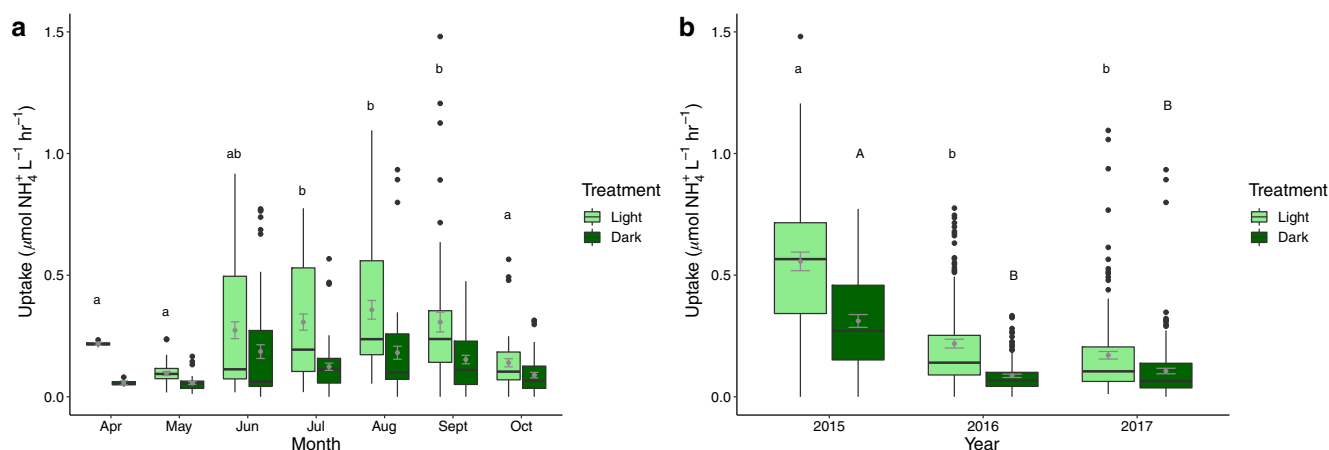 a
Uptake (μmol NH₄⁺ L⁻¹ hr⁻¹)
1.5
1.0
0.5
0.0
a
a
ab
b
b
b
a
Apr
May
Jun
Jul
Aug
Sept
Oct
Month
Treatment
Light
Dark
b
Uptake (μmol NH₄⁺ L⁻¹ hr⁻¹)
1.5
1.0
0.5
0.0
a
A
b
B
b
B
2015
2016
2017
Year
Treatment
Light
Dark